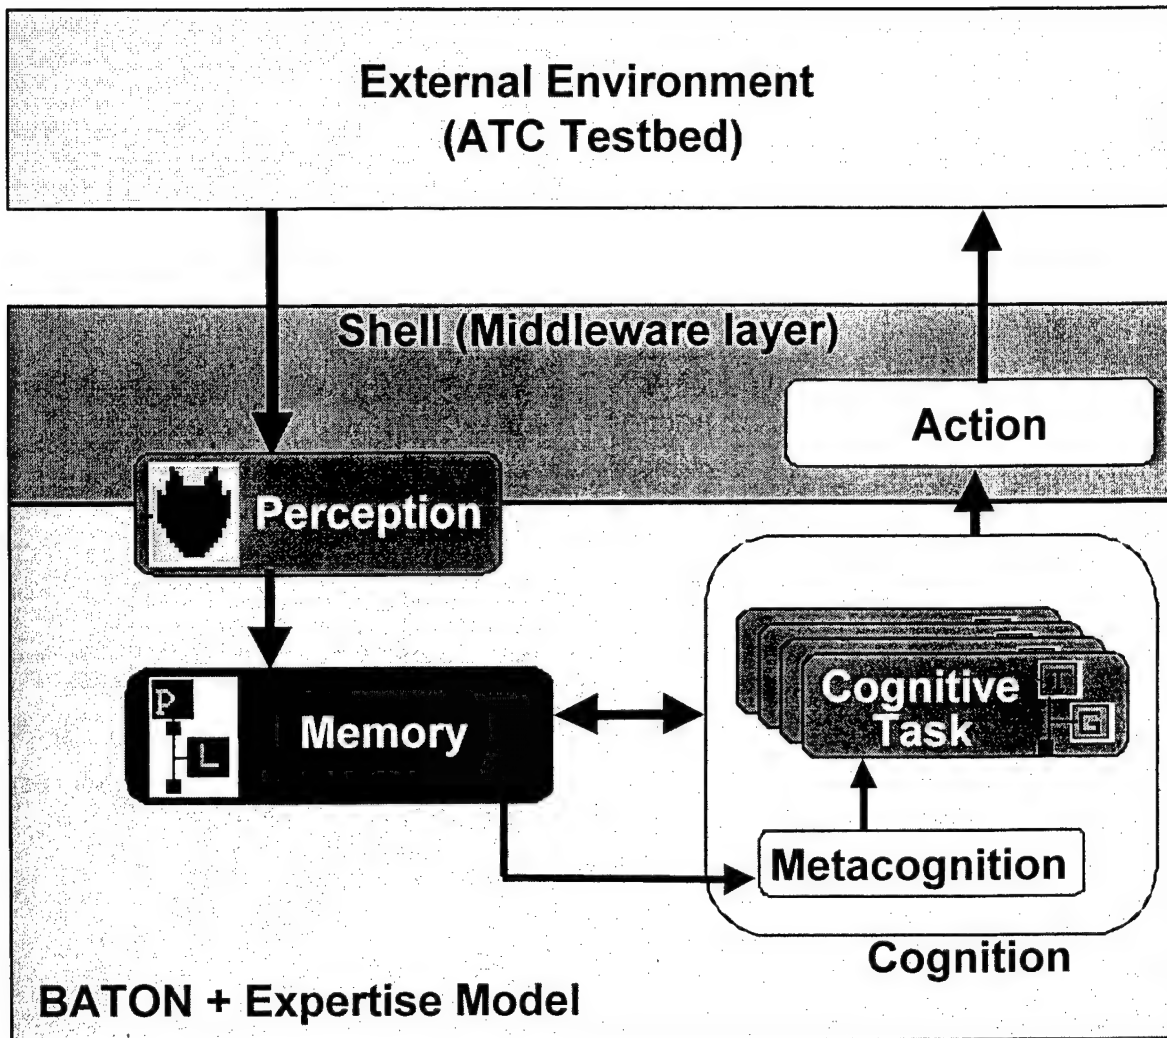 External Environment
(ATC Testbed)
Shell (Middleware layer)
Action
Perception
P
L
Memory
Cognitive
Task
T
G
Metacognition
Cognition
BATON + Expertise Model